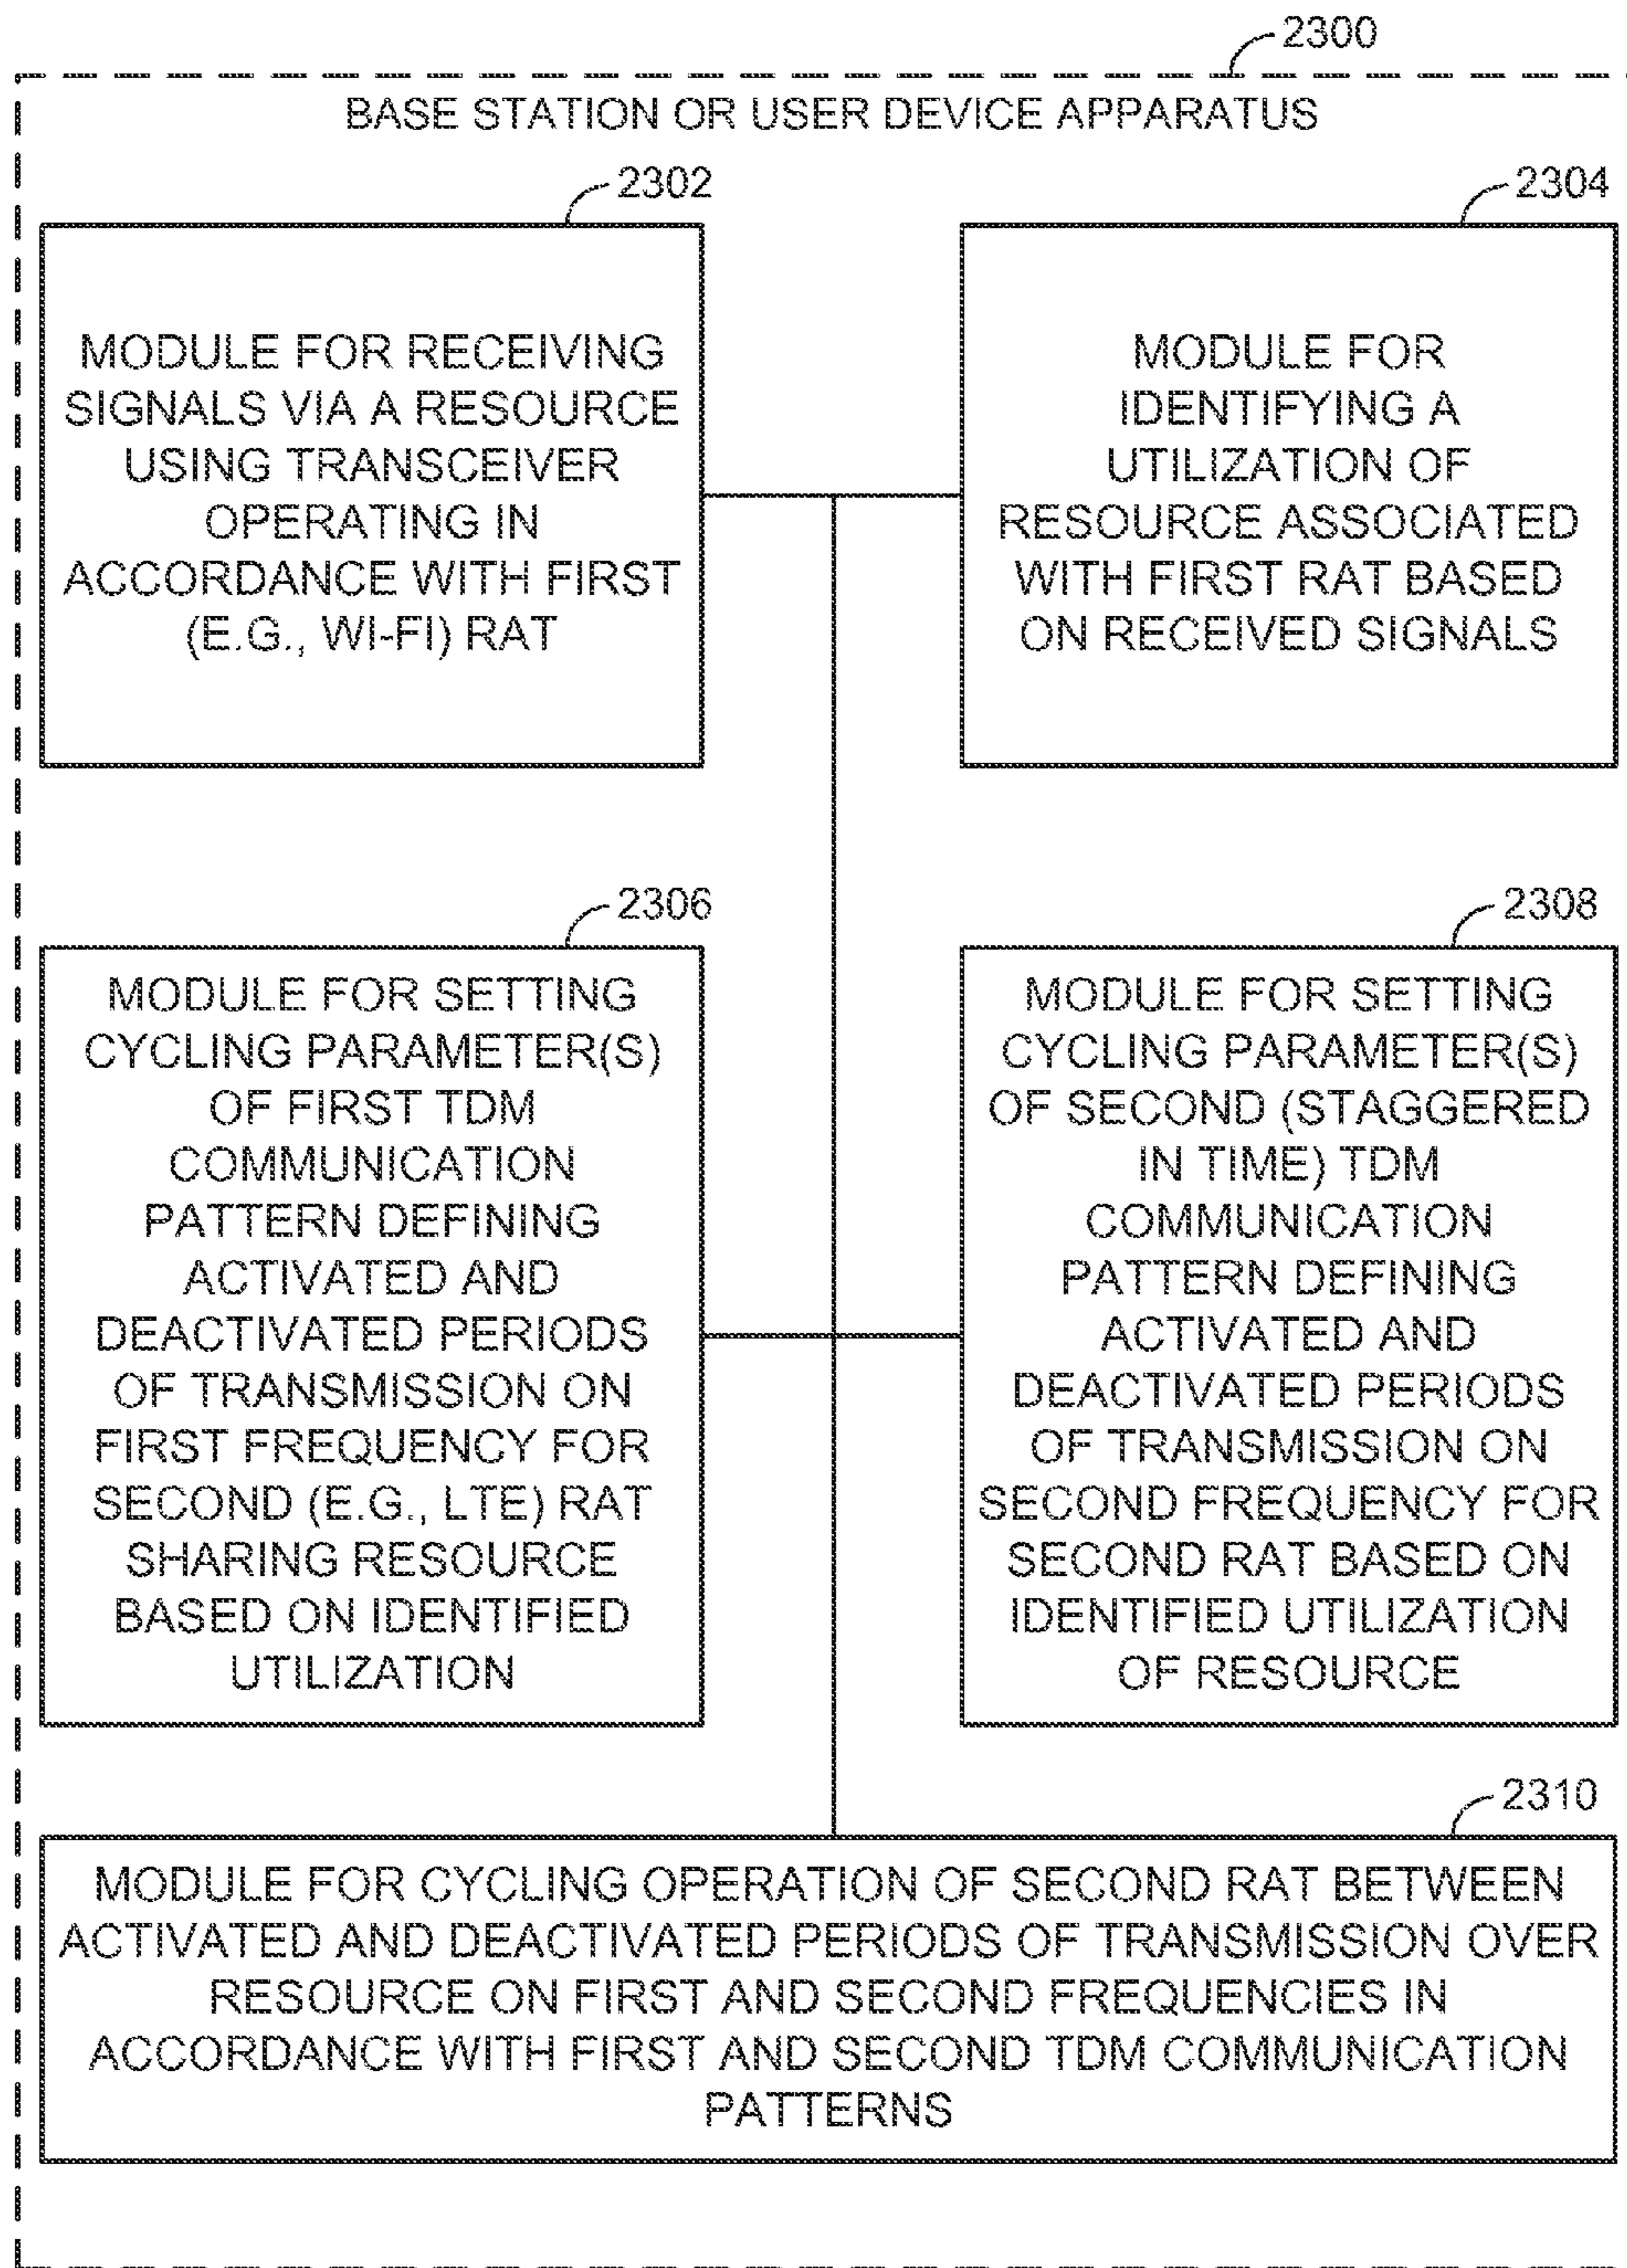 2300
BASE STATION OR USER DEVICE APPARATUS
2302
MODULE FOR RECEIVING
SIGNALS VIA A RESOURCE
USING TRANSCEIVER
OPERATING IN
ACCORDANCE WITH FIRST
(E.G., WI-FI) RAT
2304
MODULE FOR
IDENTIFYING A
UTILIZATION OF
RESOURCE ASSOCIATED
WITH FIRST RAT BASED
ON RECEIVED SIGNALS
2306
MODULE FOR SETTING
CYCLING PARAMETER(S)
OF FIRST TDM
COMMUNICATION
PATTERN DEFINING
ACTIVATED AND
DEACTIVATED PERIODS
OF TRANSMISSION ON
FIRST FREQUENCY FOR
SECOND (E.G., LTE) RAT
SHARING RESOURCE
BASED ON IDENTIFIED
UTILIZATION
2308
MODULE FOR SETTING
CYCLING PARAMETER(S)
OF SECOND (STAGGERED
IN TIME) TDM
COMMUNICATION
PATTERN DEFINING
ACTIVATED AND
DEACTIVATED PERIODS
OF TRANSMISSION ON
SECOND FREQUENCY FOR
SECOND RAT BASED ON
IDENTIFIED UTILIZATION
OF RESOURCE
2310
MODULE FOR CYCLING OPERATION OF SECOND RAT BETWEEN
ACTIVATED AND DEACTIVATED PERIODS OF TRANSMISSION OVER
RESOURCE ON FIRST AND SECOND FREQUENCIES IN
ACCORDANCE WITH FIRST AND SECOND TDM COMMUNICATION
PATTERNS